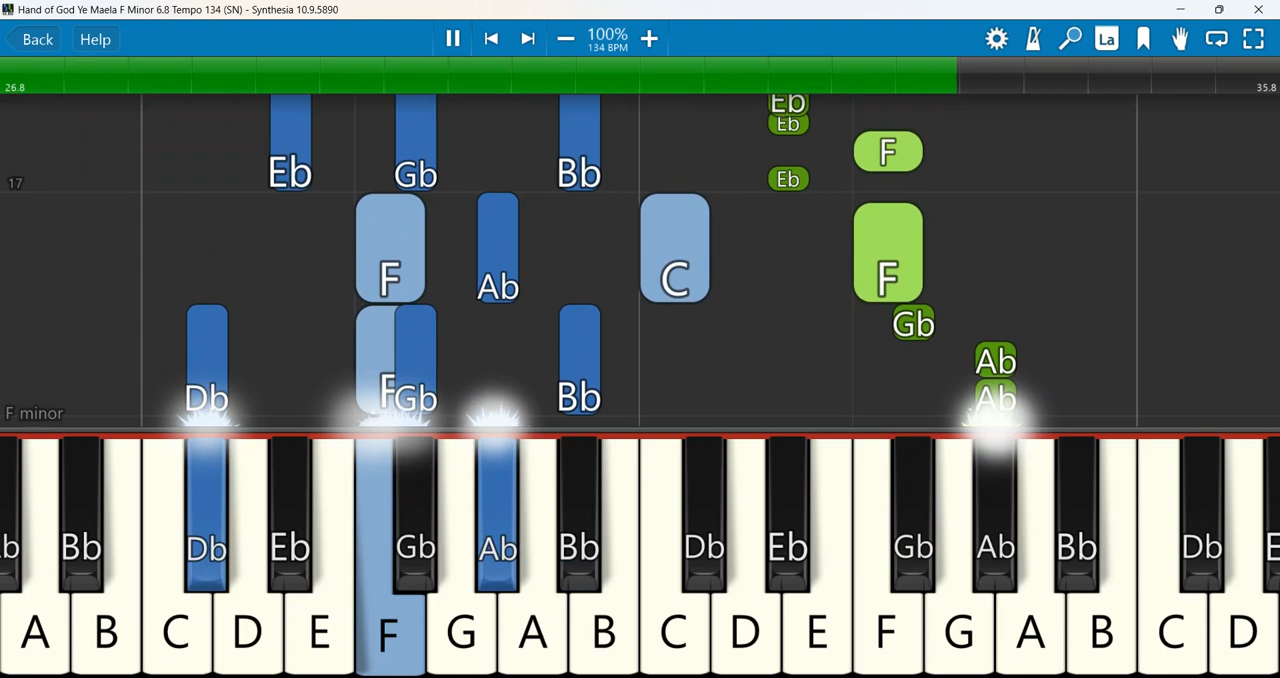 Hand of God Ye Maela F Minor 6.8 Tempo 134 (SN) - Synthesia 10.9.5890
Back Help 100% La
134 BPM
26.8 35.8
Eb
Eb
F
Eb Gb Bb Eb
17
F Ab C F
Gb
Ab
Db F Gb Bb Ab
F minor
b Bb Db Eb Gb Ab Bb Db Eb Gb Ab Bb Db E
A B C D E F G A B C D E F G A B C D